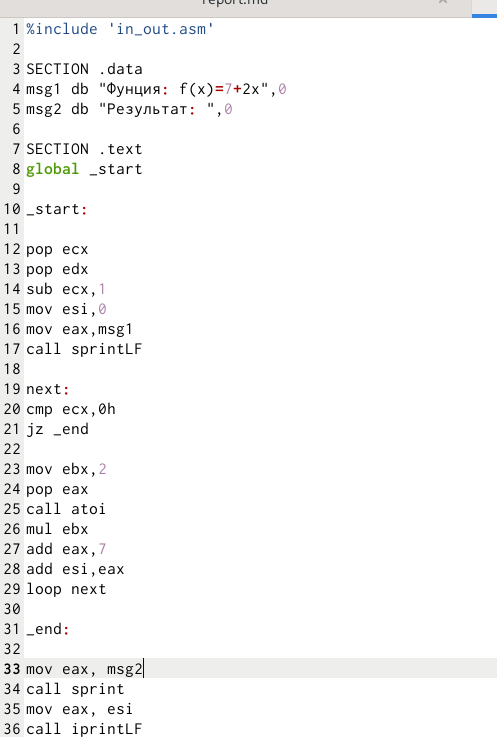 report.md
1 %include 'in_out.asm'
2
3 SECTION .data
4 msg1 db "Фунция: f(x)=7+2x",0
5 msg2 db "Результат: ",0
6
7 SECTION .text
8 global _start
9
10 _start:
11
12 pop ecx
13 pop edx
14 sub ecx,1
15 mov esi,0
16 mov eax,msg1
17 call sprintLF
18
19 next:
20 cmp ecx,0h
21 jz _end
22
23 mov ebx,2
24 pop eax
25 call atoi
26 mul ebx
27 add eax,7
28 add esi,eax
29 loop next
30
31 _end:
32
33 mov eax, msg2
34 call sprint
35 mov eax, esi
36 call iprintLF